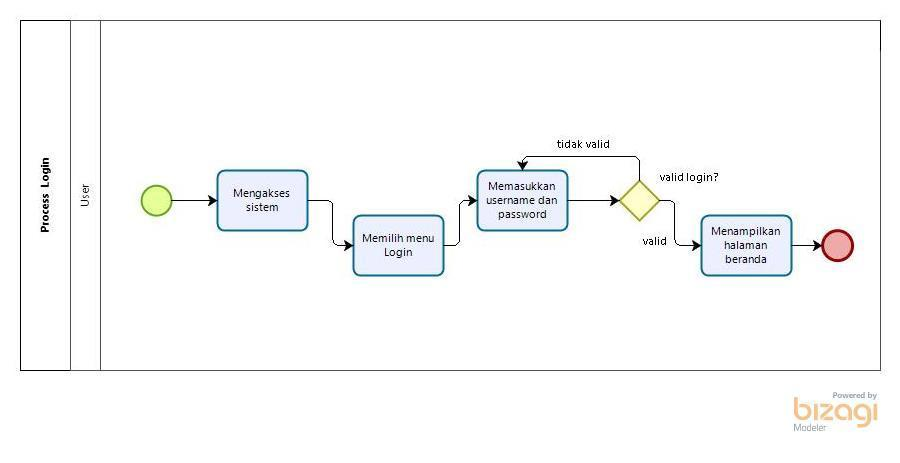 Process Login
User
Mengakses
sistem
Memilih menu
Login
Memasukkan
username dan
password
tidak valid
valid login?
valid
Menampilkan
halaman
beranda
Powered by
bizagi
Modeler